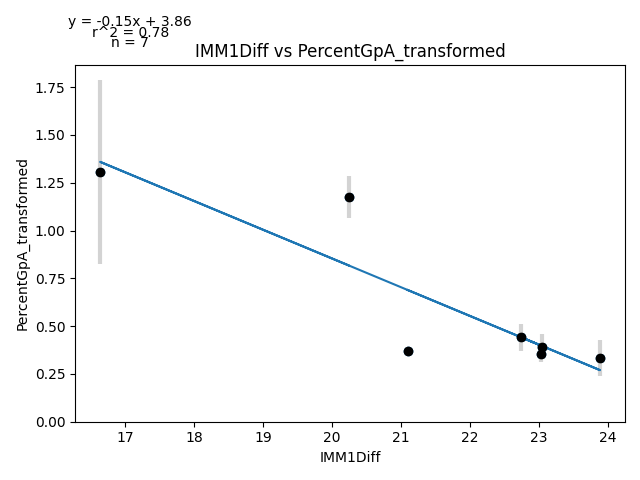 y = -0.15x + 3.86
r^2 = 0.78
n = 7
IMM1Diff vs PercentGpA_transformed
PercentGpA_transformed
1.75
1.50
1.25
1.00
0.75
0.50
0.25
0.00
17 18 19 20 21 22 23 24
IMM1Diff